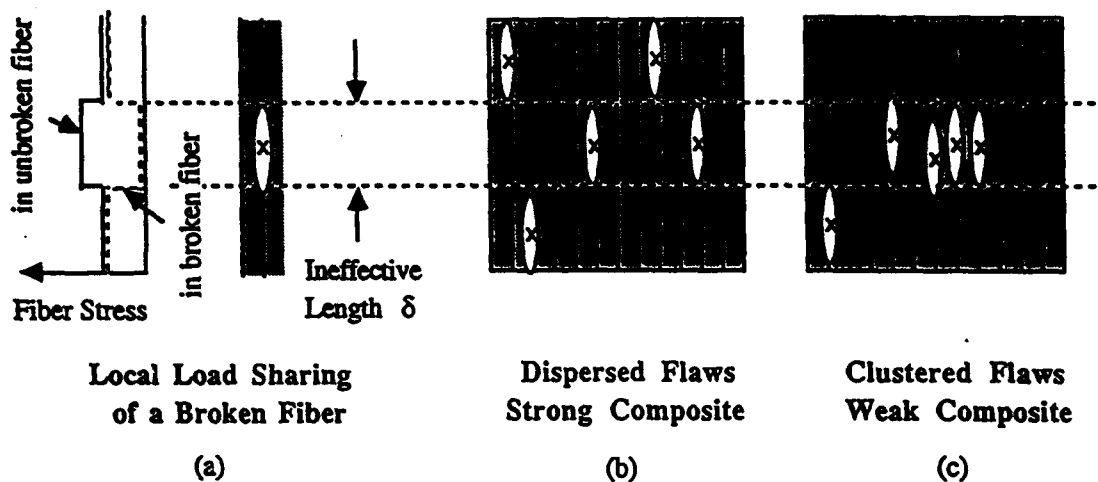 in unbroken fiber
in broken fiber
Fiber Stress
Ineffective
Length δ
x
x
x
x
x
x
x
x
x
x
x
Local Load Sharing
of a Broken Fiber
(a)
Dispersed Flaws
Strong Composite
(b)
Clustered Flaws
Weak Composite
(c)